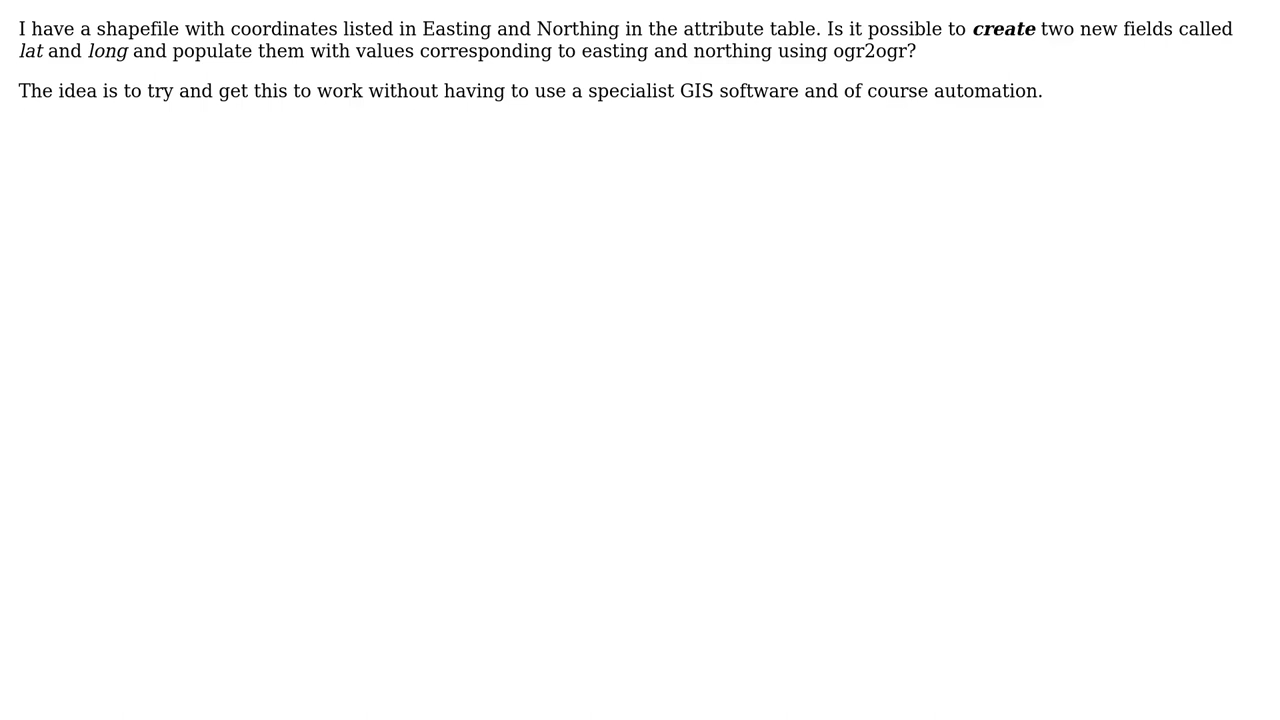 I have a shapefile with coordinates listed in Easting and Northing in the attribute table. Is it possible to create two new fields called
lat and long and populate them with values corresponding to easting and northing using ogr2ogr?
The idea is to try and get this to work without having to use a specialist GIS software and of course automation.